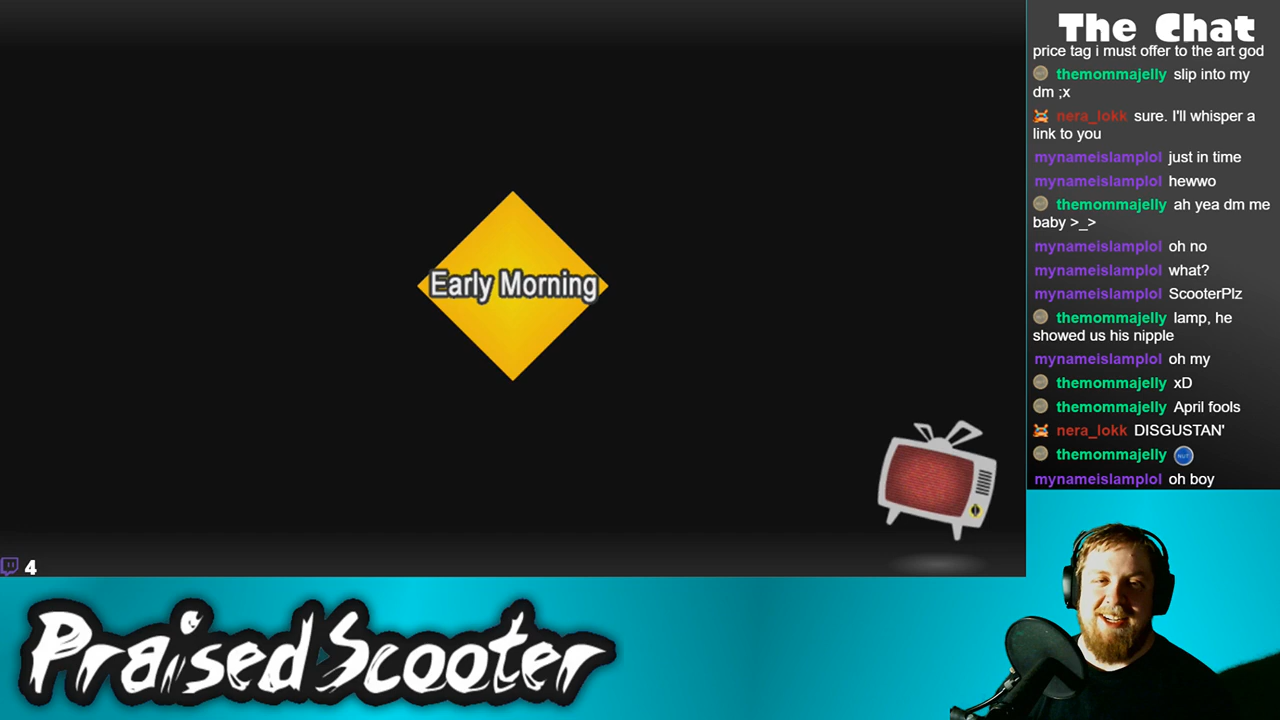 Early Morning
4
PraisedScooter
The Chat
price tag i must offer to the art god
themommajelly slip into my
dm ;x
nera_lokk sure. I'll whisper a
link to you
mynameislamplol just in time
mynameislamplol hewwo
themommajelly ah yea dm me
baby >_>
mynameislamplol oh no
mynameislamplol what?
mynameislamplol ScooterPlz
themommajelly lamp, he
showed us his nipple
mynameislamplol oh my
themommajelly xD
themommajelly April fools
nera_lokk DISGUSTAN'
themommajelly
mynameislamplol oh boy